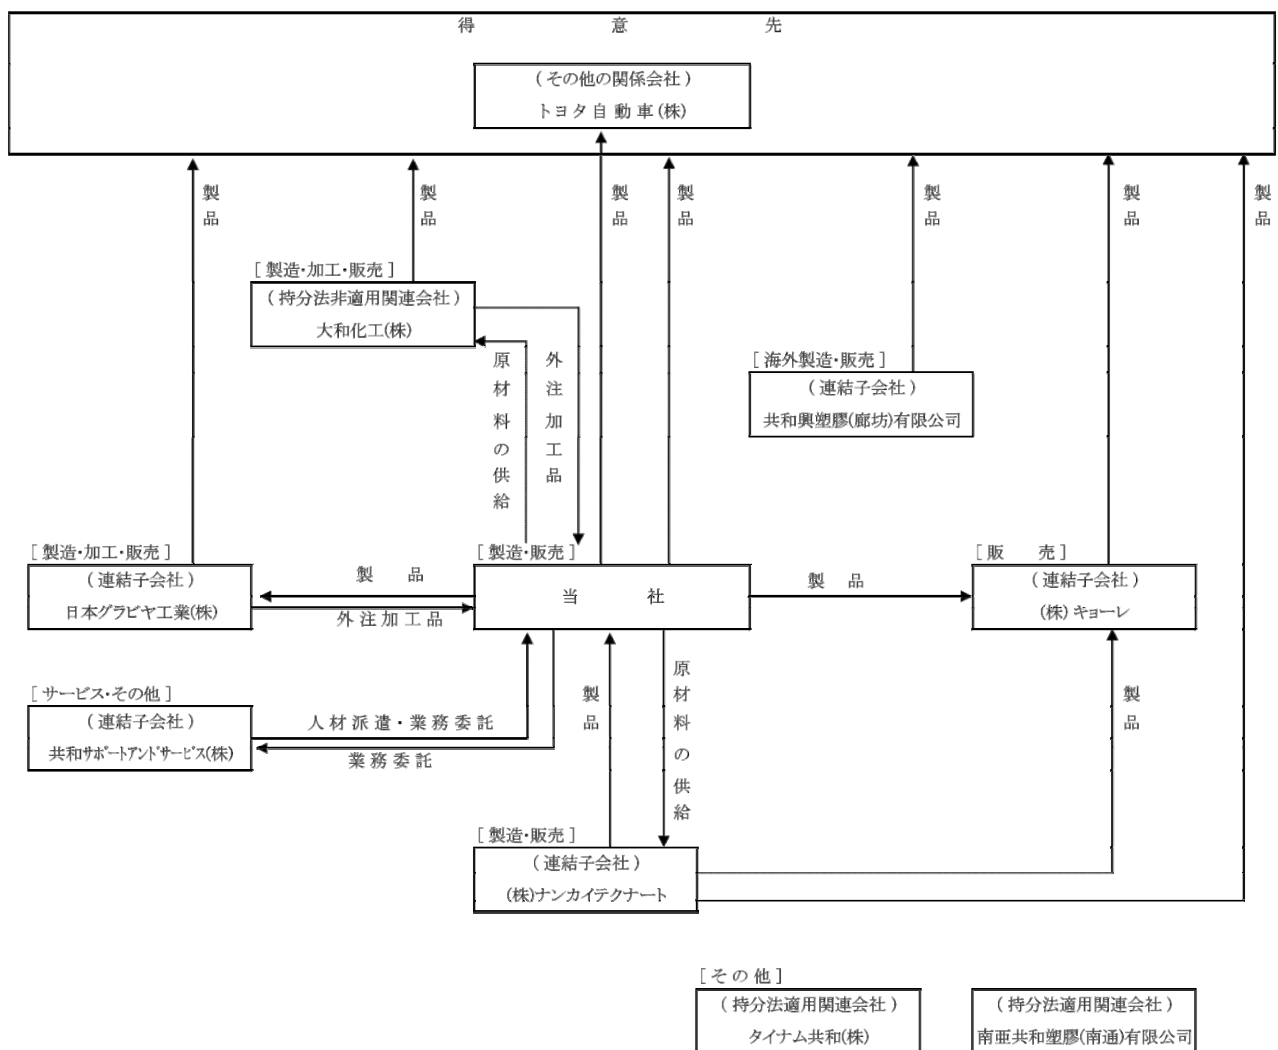 得意先
(その他の関係会社)
トヨタ自動車(株)
製品
製品
製品
製品
製品
製品
製品
[製造・加工・販売]
(持分法非適用関連会社)
大和化工(株)
原材料の供給
外注加工品
[海外製造・販売]
(連結子会社)
共和興塑膠(廊坊)有限公司
[製造・加工・販売]
(連結子会社)
日本グラビヤ工業(株)
製品
外注加工品
[製造・販売]
当社
製品
[販売]
(連結子会社)
(株)キョーレ
[サービス・その他]
(連結子会社)
共和ｻﾎﾟｰﾄｱﾝﾄﾞｻｰﾋﾞｽ(株)
人材派遣・業務委託
業務委託
製品
原材料の供給
製品
[製造・販売]
(連結子会社)
(株)ナンカイテクナート
[その他]
(持分法適用関連会社)
タイナム共和(株)
(持分法適用関連会社)
南亜共和塑膠(南通)有限公司